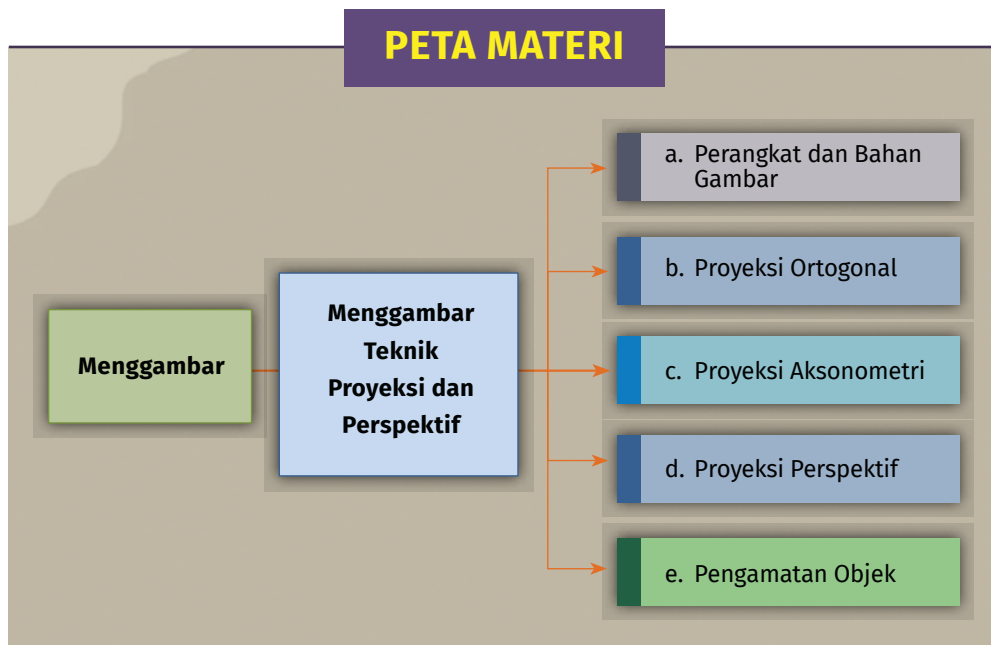 PETA MATERI
Menggambar
Menggambar
Teknik
Proyeksi dan
Perspektif
a. Perangkat dan Bahan
Gambar
b. Proyeksi Ortogonal
c. Proyeksi Aksonometri
d. Proyeksi Perspektif
e. Pengamatan Objek